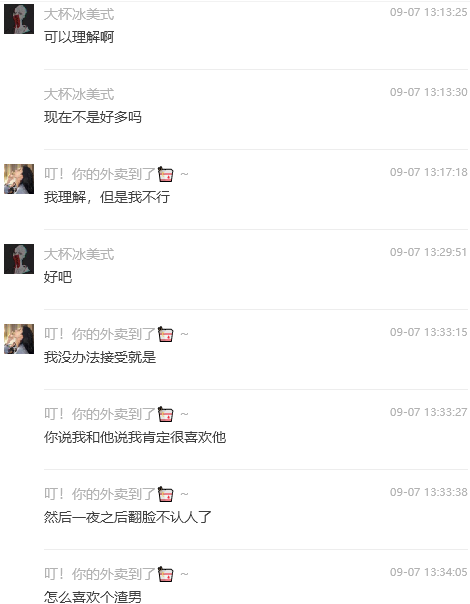 大杯冰美式 09-07 13:13:25
可以理解啊
大杯冰美式 09-07 13:13:30
现在不是好多吗
叮！你的外卖到了 ~ 09-07 13:17:18
我理解，但是我不行
大杯冰美式 09-07 13:29:51
好吧
叮！你的外卖到了 ~ 09-07 13:33:15
我没办法接受就是
叮！你的外卖到了 ~ 09-07 13:33:27
你说我和他说我肯定很喜欢他
叮！你的外卖到了 ~ 09-07 13:33:38
然后一夜之后翻脸不认人了
叮！你的外卖到了 ~ 09-07 13:34:05
怎么喜欢个渣男